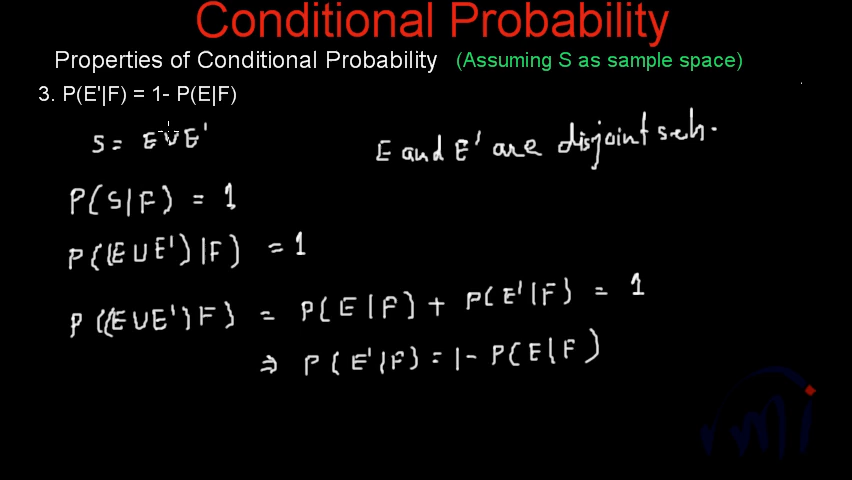 Conditional Probability
Properties of Conditional Probability (Assuming S as sample space)
3. P(E'|F) = 1- P(E|F)
S = E ∪ E'
E and E' are disjoint sets.
P(S|F) = 1
P((E ∪ E')|F) = 1
P((E ∪ E')|F) = P(E|F) + P(E'|F) = 1
⇒ P(E'|F) = 1 - P(E|F)
rmi